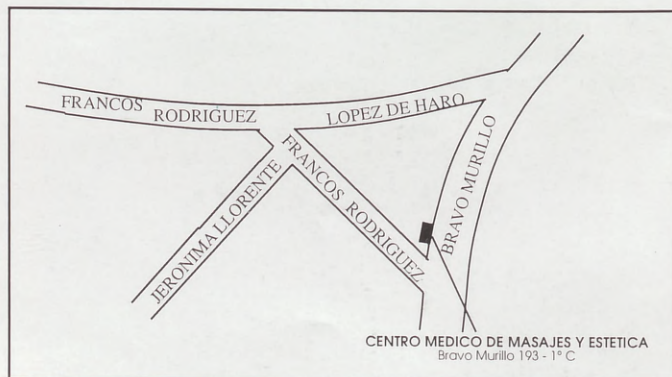 FRANCOS RODRIGUEZ
LOPEZ DE HARO
FRANCOS RODRIGUEZ
JERONIMA LLORENTE
BRAVO MURILLO
CENTRO MEDICO DE MASAJES Y ESTETICA
Bravo Murillo 193 - 1º C